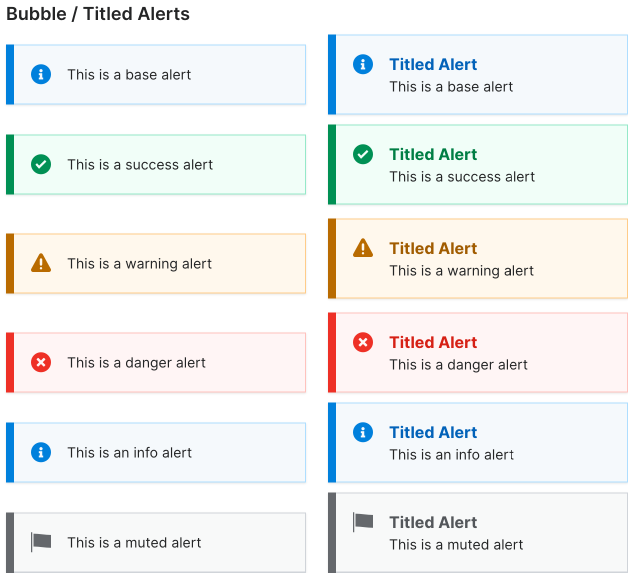 Bubble / Titled Alerts
This is a base alert
Titled Alert
This is a base alert
This is a success alert
Titled Alert
This is a success alert
This is a warning alert
Titled Alert
This is a warning alert
This is a danger alert
Titled Alert
This is a danger alert
This is an info alert
Titled Alert
This is an info alert
This is a muted alert
Titled Alert
This is a muted alert